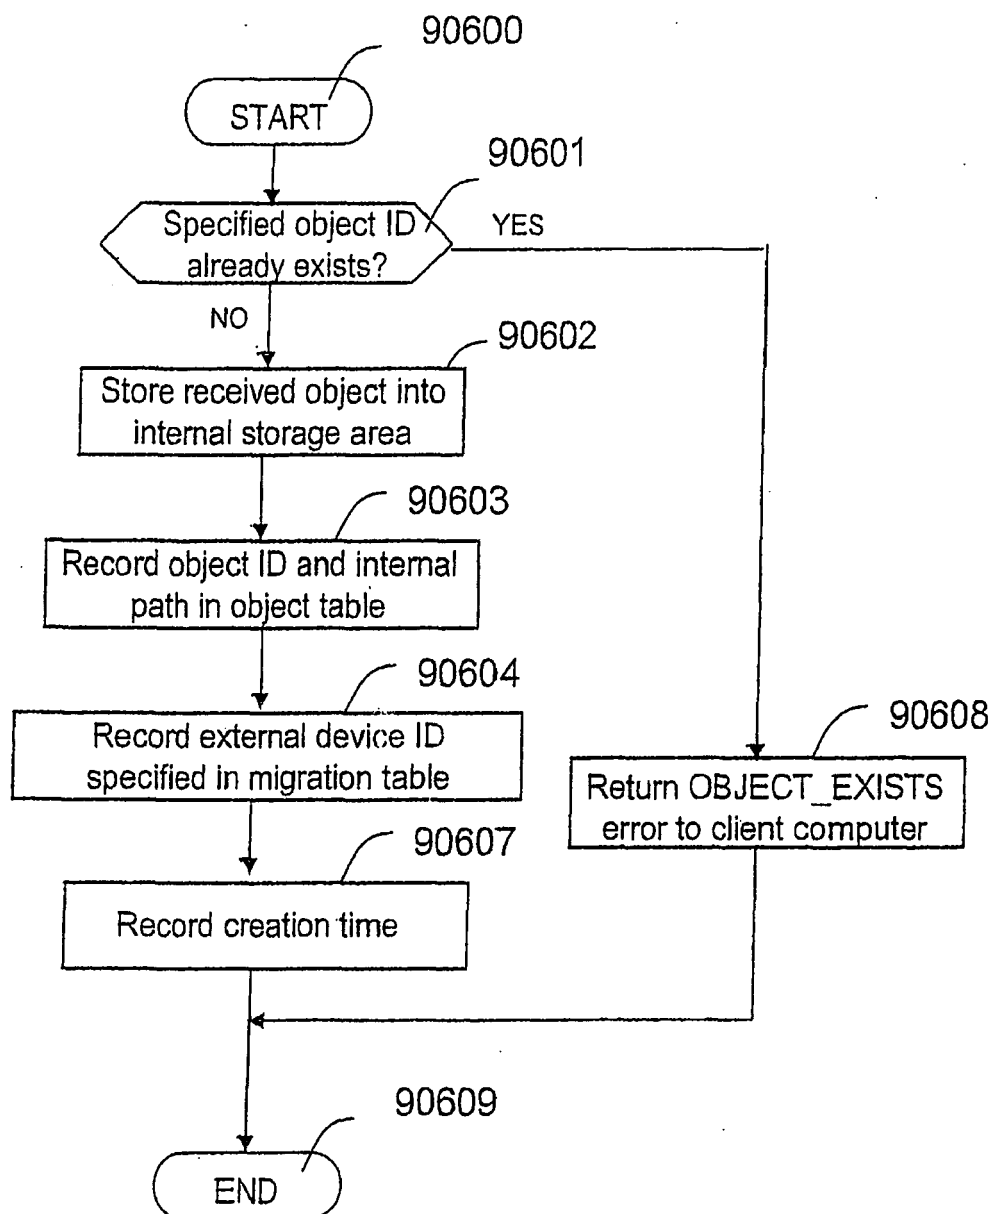 90600
START
90601
Specified object ID
already exists?
YES
NO
90602
Store received object into
internal storage area
90603
Record object ID and internal
path in object table
90604
Record external device ID
specified in migration table
90608
Return OBJECT_EXISTS
error to client computer
90607
Record creation time
90609
END